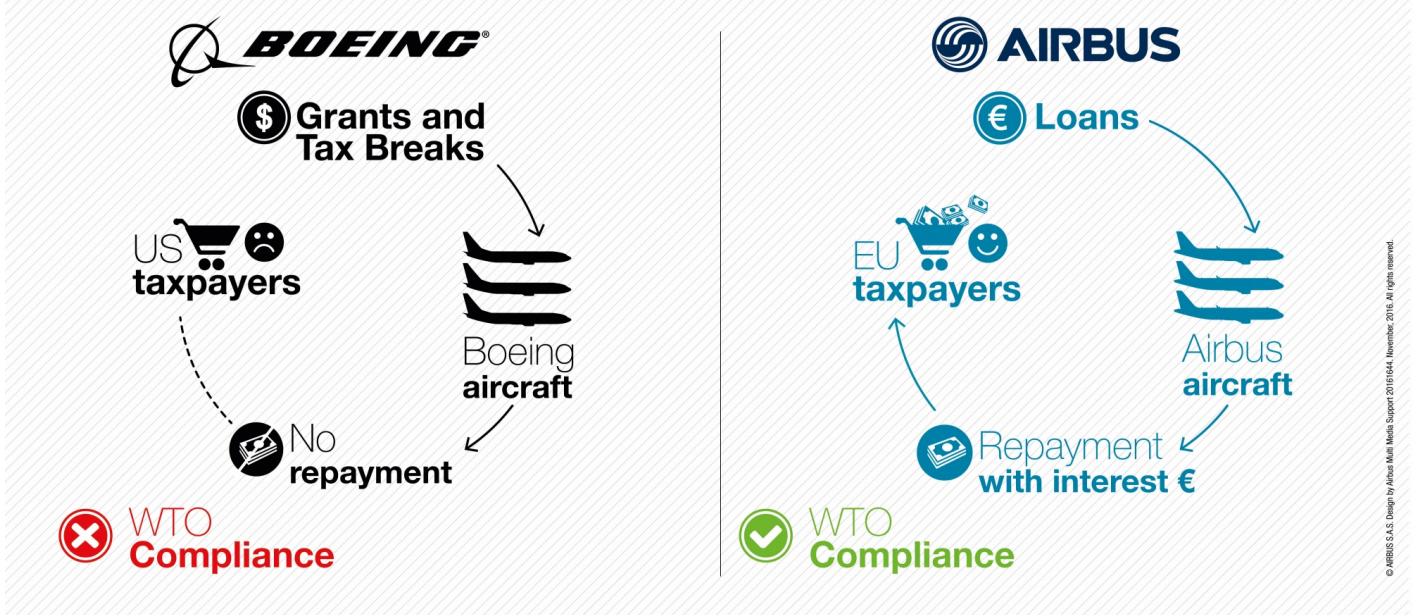 BOEING®
$ Grants and
Tax Breaks
US
taxpayers
Boeing
aircraft
No
repayment
WTO
Compliance
AIRBUS
€ Loans
EU
taxpayers
Airbus
aircraft
Repayment
with interest €
WTO
Compliance
© AIRBUS S.A.S. Design by Airbus Multi Media Support 20161644. November, 2016. All rights reserved.